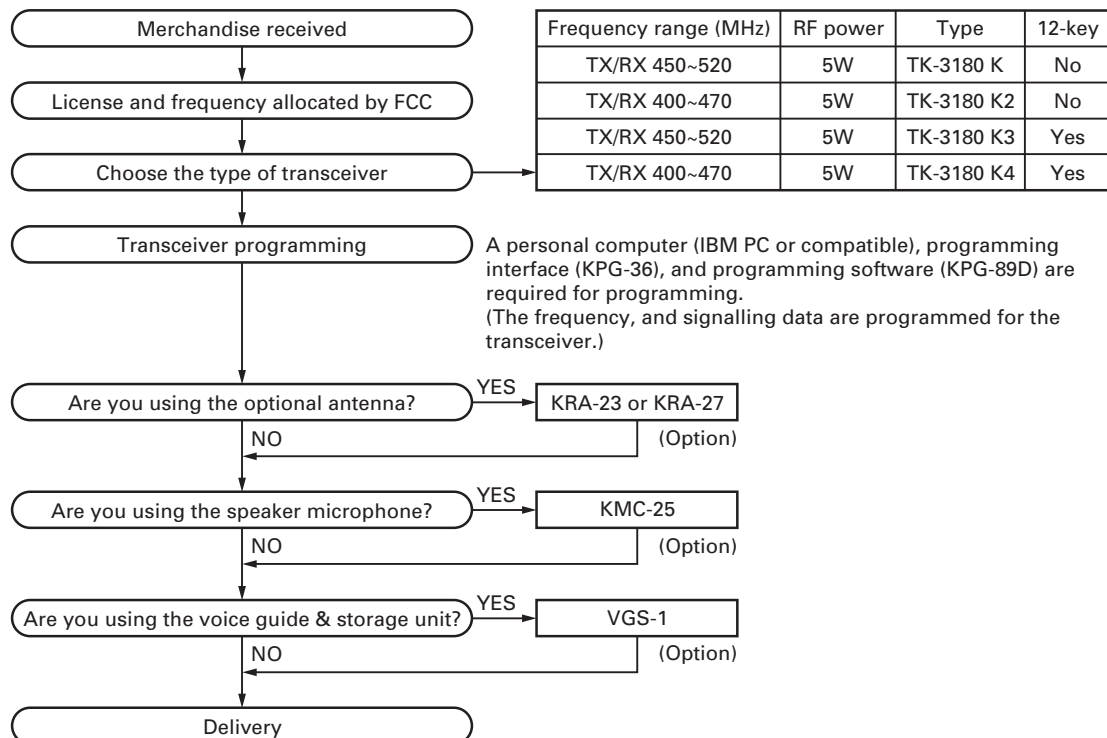 Merchandise received
License and frequency allocated by FCC
Choose the type of transceiver
Frequency range (MHz) RF power Type 12-key
TX/RX 450~520 5W TK-3180 K No
TX/RX 400~470 5W TK-3180 K2 No
TX/RX 450~520 5W TK-3180 K3 Yes
TX/RX 400~470 5W TK-3180 K4 Yes
Transceiver programming
A personal computer (IBM PC or compatible), programming
interface (KPG-36), and programming software (KPG-89D) are
required for programming.
(The frequency, and signalling data are programmed for the
transceiver.)
Are you using the optional antenna?
YES
KRA-23 or KRA-27
NO
(Option)
Are you using the speaker microphone?
YES
KMC-25
NO
(Option)
Are you using the voice guide & storage unit?
YES
VGS-1
NO
(Option)
Delivery